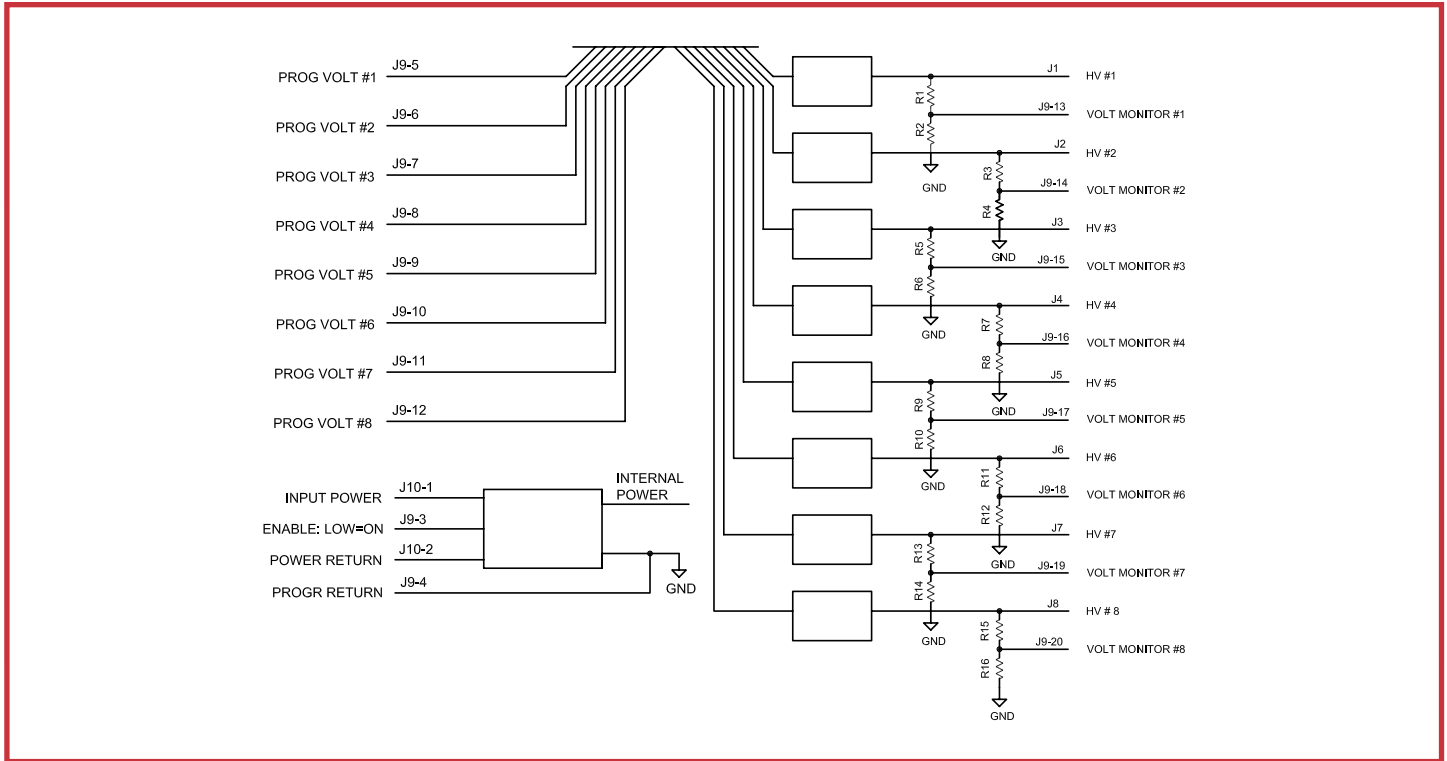 PROG VOLT #1
J9-5
PROG VOLT #2
J9-6
PROG VOLT #3
J9-7
PROG VOLT #4
J9-8
PROG VOLT #5
J9-9
PROG VOLT #6
J9-10
PROG VOLT #7
J9-11
PROG VOLT #8
J9-12
INPUT POWER
J10-1
ENABLE: LOW=ON
J9-3
POWER RETURN
J10-2
PROGR RETURN
J9-4
INTERNAL
POWER
GND
R1
R2
GND
J1
HV #1
J9-13
VOLT MONITOR #1
J2
HV #2
R3
R4
GND
J9-14
VOLT MONITOR #2
J3
HV #3
R5
R6
GND
J9-15
VOLT MONITOR #3
J4
HV #4
R7
R8
GND
J9-16
VOLT MONITOR #4
J5
HV #5
R9
R10
GND
J9-17
VOLT MONITOR #5
J6
HV #6
R11
R12
GND
J9-18
VOLT MONITOR #6
J7
HV #7
R13
R14
GND
J9-19
VOLT MONITOR #7
J8
HV # 8
R15
R16
GND
J9-20
VOLT MONITOR #8